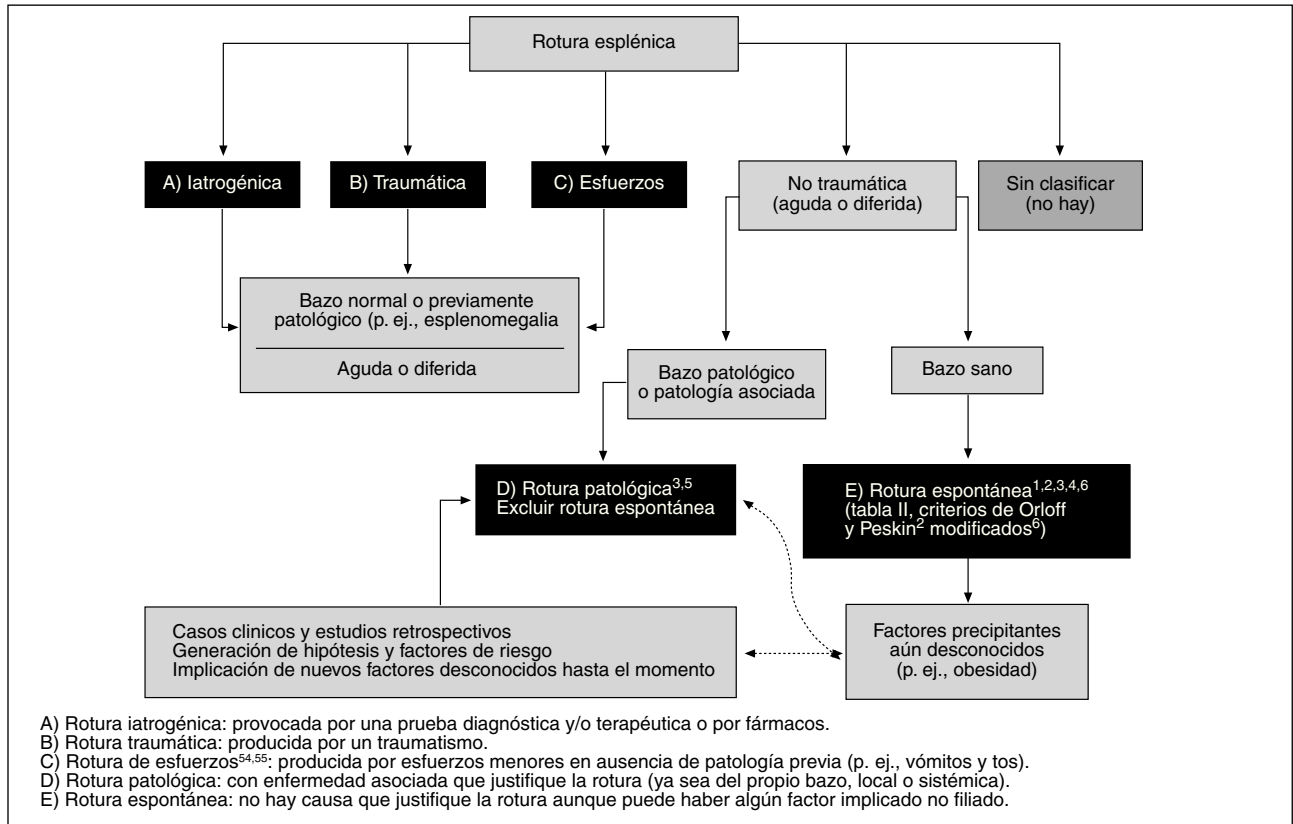 Rotura esplénica
A) Iatrogénica
B) Traumática
C) Esfuerzos
No traumática
(aguda o diferida)
Sin clasificar
(no hay)
Bazo normal o previamente
patológico (p. ej., esplenomegalia
Aguda o diferida
Bazo patológico
o patología asociada
Bazo sano
D) Rotura patológica3,5
Excluir rotura espontánea
E) Rotura espontánea1,2,3,4,6
(tabla II, criterios de Orloff
y Peskin2 modificados6)
Casos clinicos y estudios retrospectivos
Generación de hipótesis y factores de riesgo
Implicación de nuevos factores desconocidos hasta el momento
Factores precipitantes
aún desconocidos
(p. ej., obesidad)
A) Rotura iatrogénica: provocada por una prueba diagnóstica y/o terapéutica o por fármacos.
B) Rotura traumática: producida por un traumatismo.
C) Rotura de esfuerzos54,55: producida por esfuerzos menores en ausencia de patología previa (p. ej., vómitos y tos).
D) Rotura patológica: con enfermedad asociada que justifique la rotura (ya sea del propio bazo, local o sistémica).
E) Rotura espontánea: no hay causa que justifique la rotura aunque puede haber algún factor implicado no filiado.